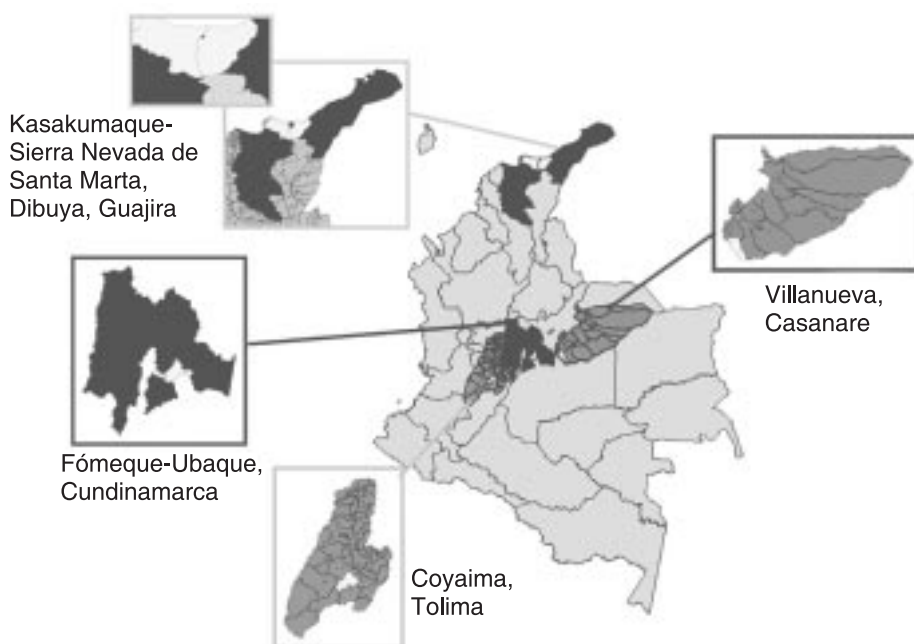 Kasakumaque-
Sierra Nevada de
Santa Marta,
Dibuya, Guajira
Villanueva,
Casanare
Fómeque-Ubaque,
Cundinamarca
Coyaima,
Tolima